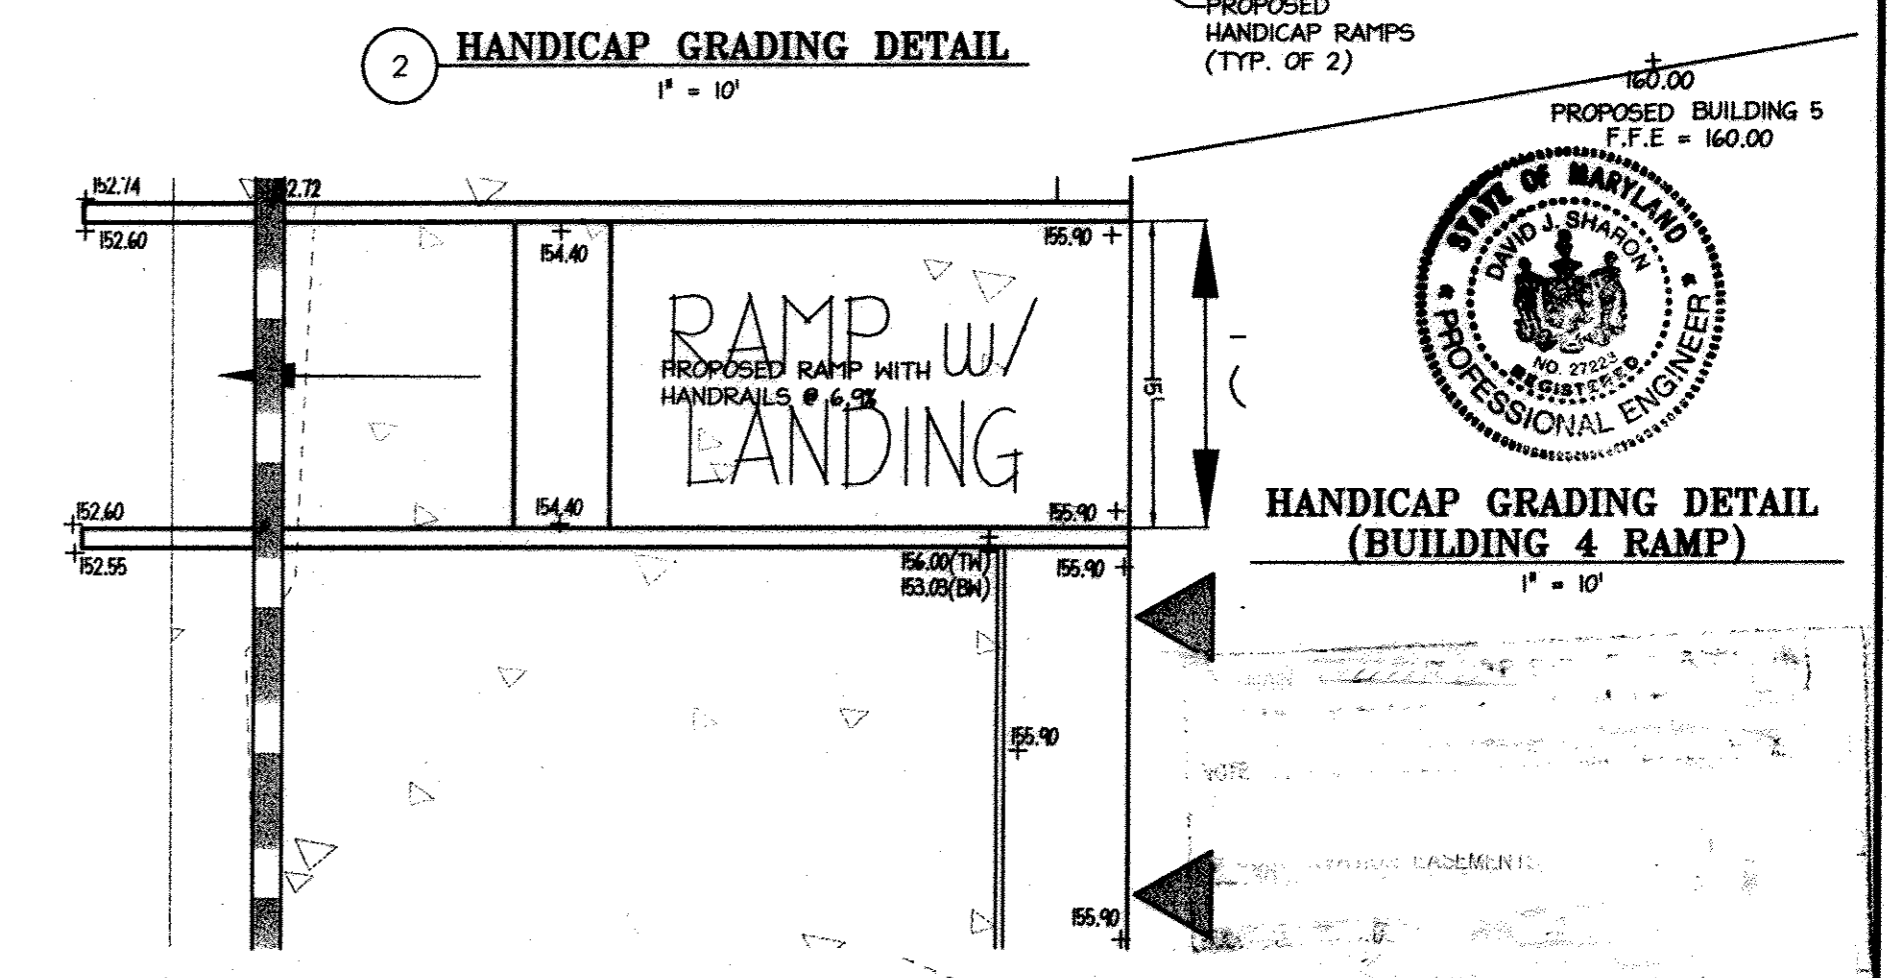 PROPOSED
HANDICAP RAMPS
(TYP. OF 2)
2
HANDICAP GRADING DETAIL
1" = 10'
160.00
PROPOSED BUILDING 5
F.F.E = 160.00
152.74
2.72
152.60
154.40
155.90
STATE OF MARYLAND
DAVID J. SHARON
NO. 27223
REGISTERED
PROFESSIONAL ENGINEER
RAMP W/
LANDING
PROPOSED RAMP WITH
HANDRAILS @ 6.9%
15'
152.60
154.40
155.90
152.55
156.00(TW)
153.03(BW)
155.90
HANDICAP GRADING DETAIL
(BUILDING 4 RAMP)
1" = 10'
155.90
EASEMENTS
155.90